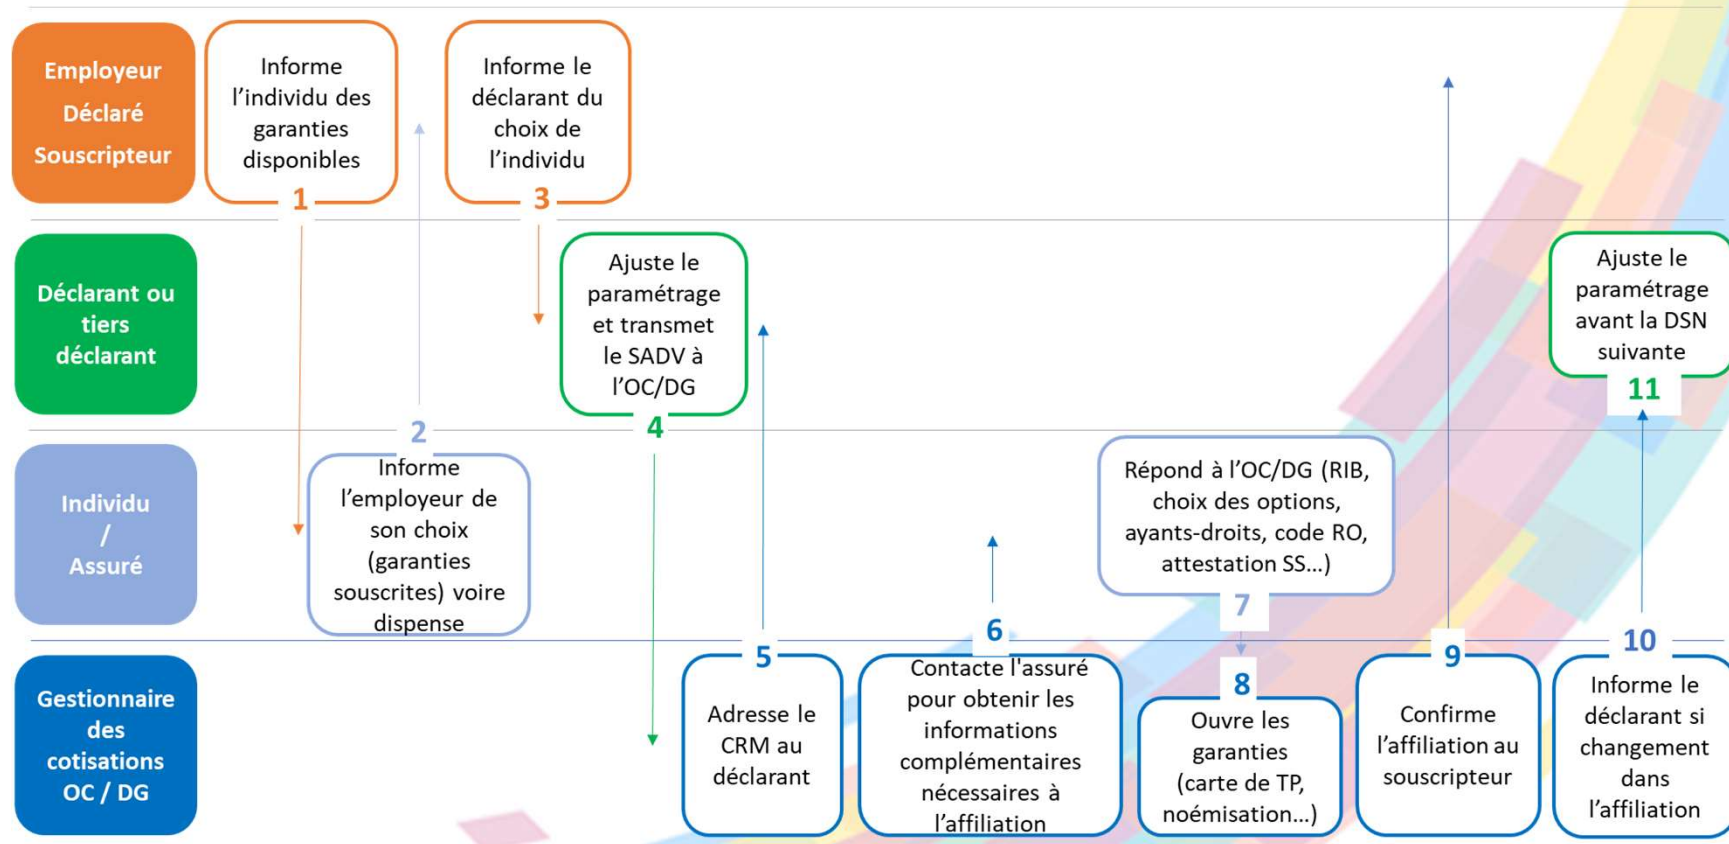 Employeur
Déclaré
Souscripteur
Informe
l’individu des
garanties
disponibles
1
Informe le
déclarant du
choix de
l’individu
3
Déclarant ou
tiers
déclarant
Ajuste le
paramétrage
et transmet
le SADV à
l’OC/DG
4
Ajuste le
paramétrage
avant la DSN
suivante
11
Individu
/
Assuré
2
Informe
l’employeur de
son choix
(garanties
souscrites) voire
dispense
Répond à l’OC/DG (RIB,
choix des options,
ayants-droits, code RO,
attestation SS…)
7
Gestionnaire
des
cotisations
OC / DG
5
Adresse le
CRM au
déclarant
6
Contacte l'assuré
pour obtenir les
informations
complémentaires
nécessaires à
l’affiliation
8
Ouvre les
garanties
(carte de TP,
noémisation…)
9
Confirme
l’affiliation au
souscripteur
10
Informe le
déclarant si
changement
dans
l’affiliation